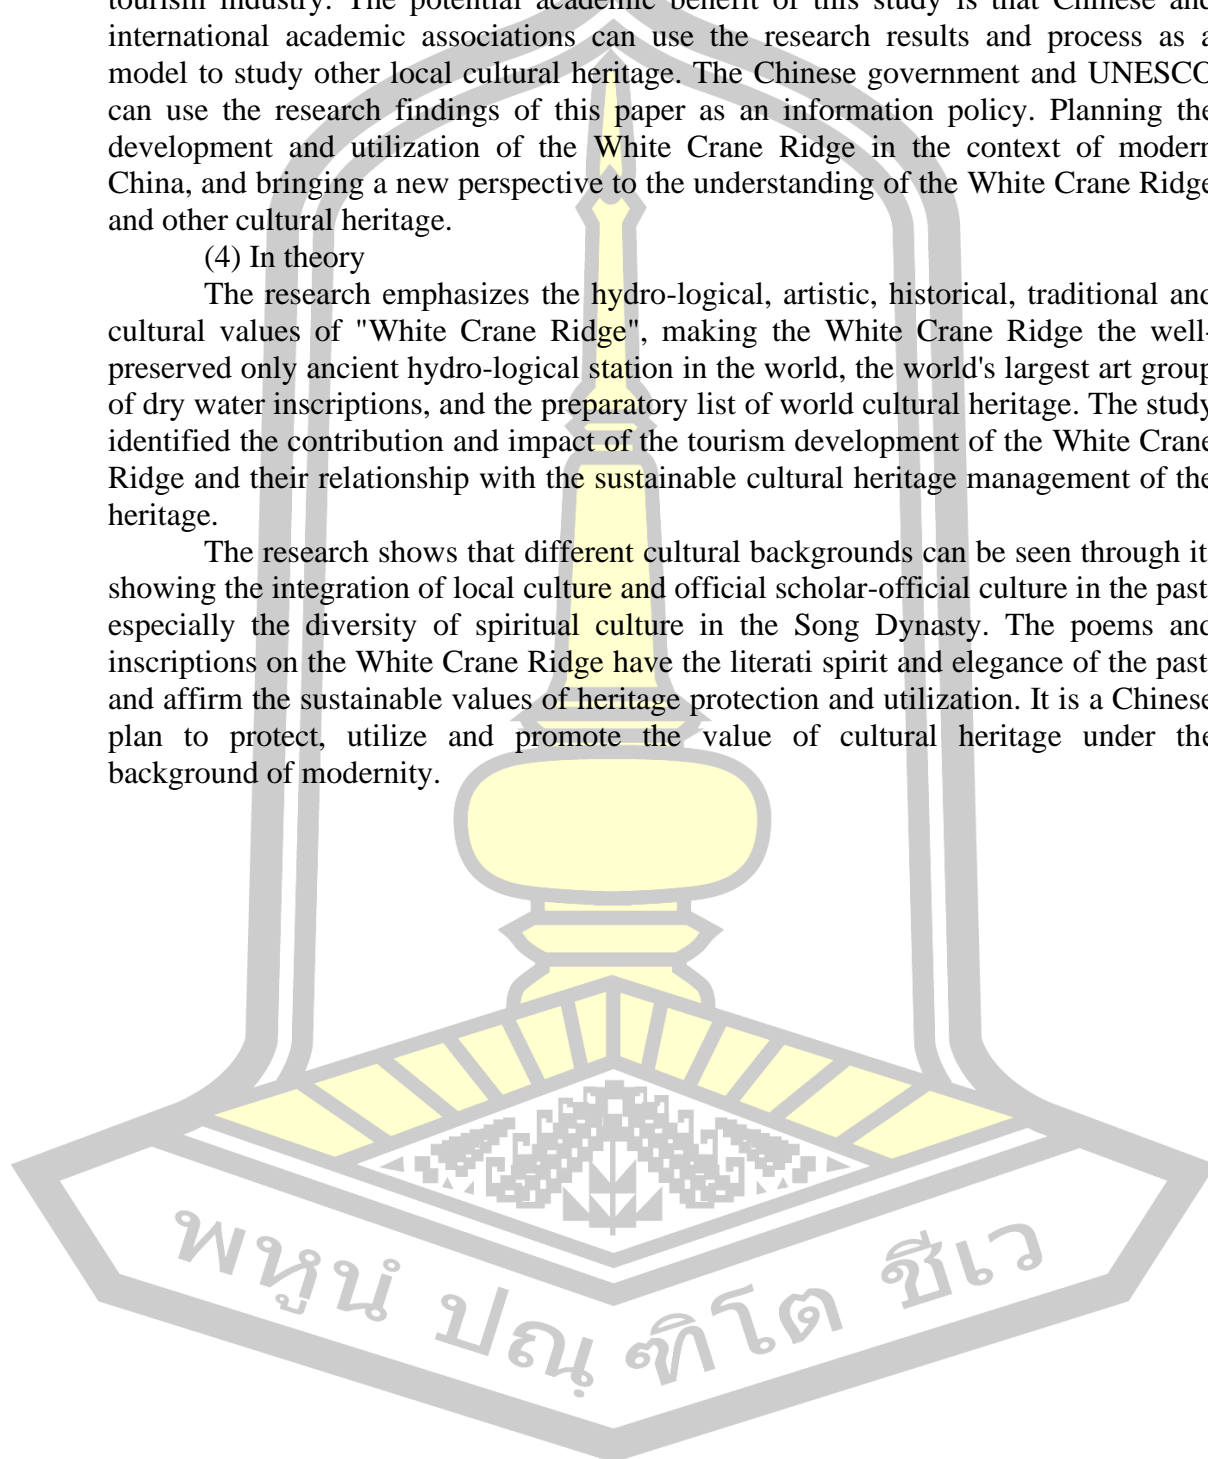 tourism industry. The potential academic benefit of this study is that Chinese and
international academic associations can use the research results and process as a
model to study other local cultural heritage. The Chinese government and UNESCO
can use the research findings of this paper as an information policy. Planning the
development and utilization of the White Crane Ridge in the context of modern
China, and bringing a new perspective to the understanding of the White Crane Ridge
and other cultural heritage.
(4) In theory
The research emphasizes the hydro-logical, artistic, historical, traditional and
cultural values of "White Crane Ridge", making the White Crane Ridge the well-
preserved only ancient hydro-logical station in the world, the world's largest art group
of dry water inscriptions, and the preparatory list of world cultural heritage. The study
identified the contribution and impact of the tourism development of the White Crane
Ridge and their relationship with the sustainable cultural heritage management of the
heritage.
The research shows that different cultural backgrounds can be seen through it
showing the integration of local culture and official scholar-official culture in the past
especially the diversity of spiritual culture in the Song Dynasty. The poems and
inscriptions on the White Crane Ridge have the literati spirit and elegance of the past
and affirm the sustainable values of heritage protection and utilization. It is a Chinese
plan to protect, utilize and promote the value of cultural heritage under the
background of modernity.
พหูนํ ปณฺฑิโต ชีเว